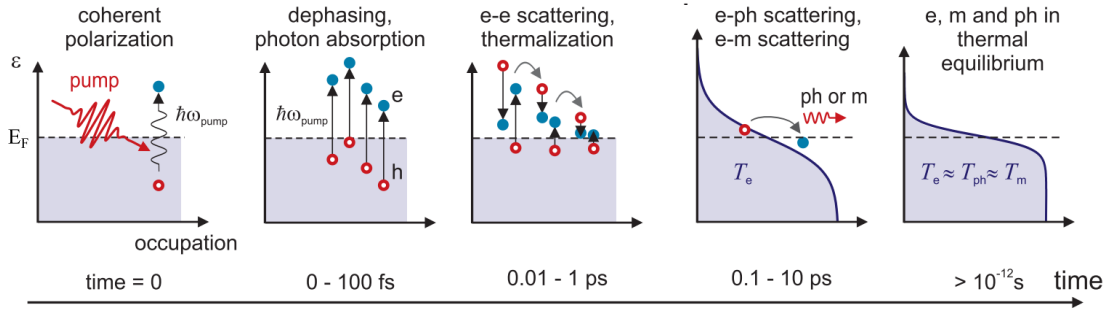 coherent
polarization
dephasing,
photon absorption
e-e scattering,
thermalization
e-ph scattering,
e-m scattering
e, m and ph in
thermal
equilibrium
ε
pump
ħω_pump
E_F
occupation
ħω_pump
e
h
ph or m
T_e
T_e ≈ T_ph ≈ T_m
time = 0
0 - 100 fs
0.01 - 1 ps
0.1 - 10 ps
> 10⁻¹²s
time